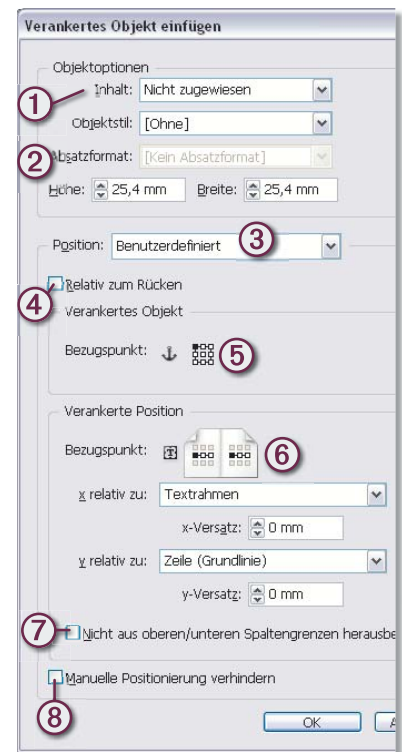 Verankertes Objekt einfügen
Objektoptionen
① Inhalt: Nicht zugewiesen
Objektstil: [Ohne]
② Absatzformat: [Kein Absatzformat]
Höhe: 25,4 mm Breite: 25,4 mm
Position: Benutzerdefiniert ③
④ Relativ zum Rücken
Verankertes Objekt
Bezugspunkt: ⑤
Verankerte Position
Bezugspunkt: ⑥
x relativ zu: Textrahmen
x-Versatz: 0 mm
y relativ zu: Zeile (Grundlinie)
y-Versatz: 0 mm
⑦ Nicht aus oberen/unteren Spaltengrenzen herausbe
Manuelle Positionierung verhindern
⑧ OK A